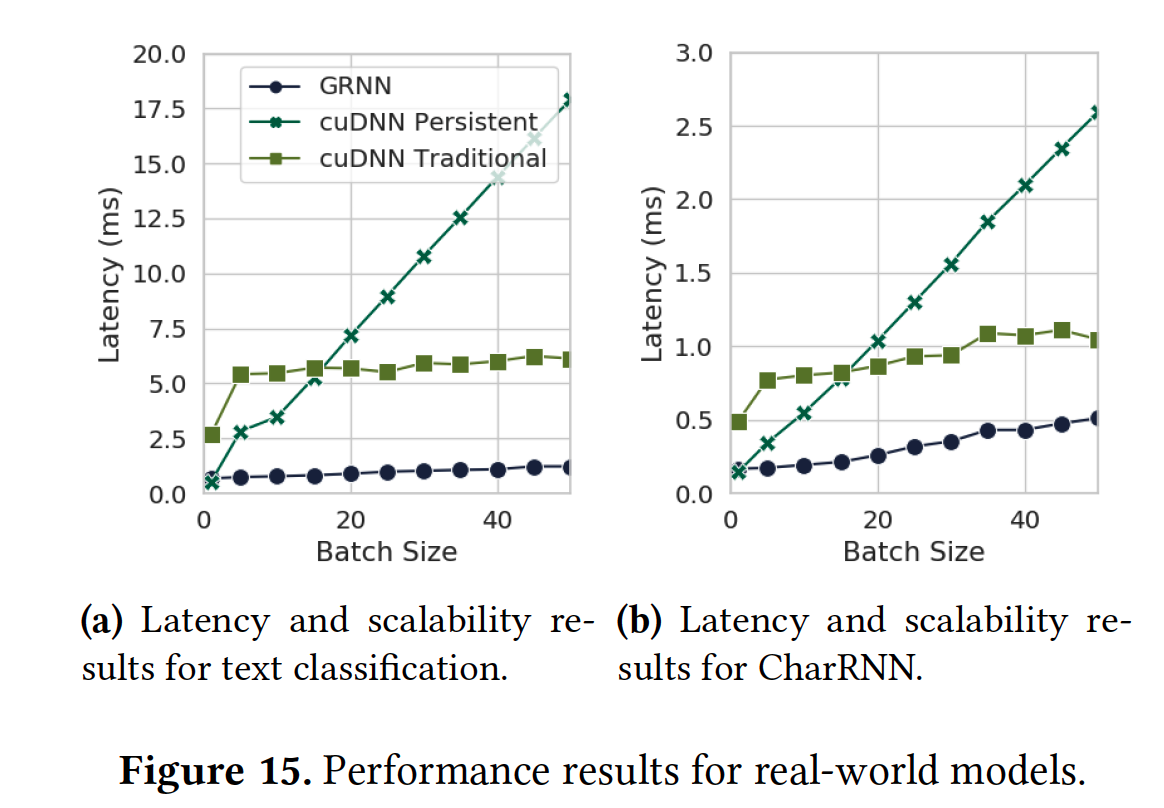 20.0
17.5
15.0
12.5
10.0
7.5
5.0
2.5
0.0
Latency (ms)
GRNN
cuDNN Persistent
cuDNN Traditional
0 20 40
Batch Size
3.0
2.5
2.0
1.5
1.0
0.5
0.0
Latency (ms)
0 20 40
Batch Size
(a) Latency and scalability re-
sults for text classification.
(b) Latency and scalability re-
sults for CharRNN.
Figure 15. Performance results for real-world models.